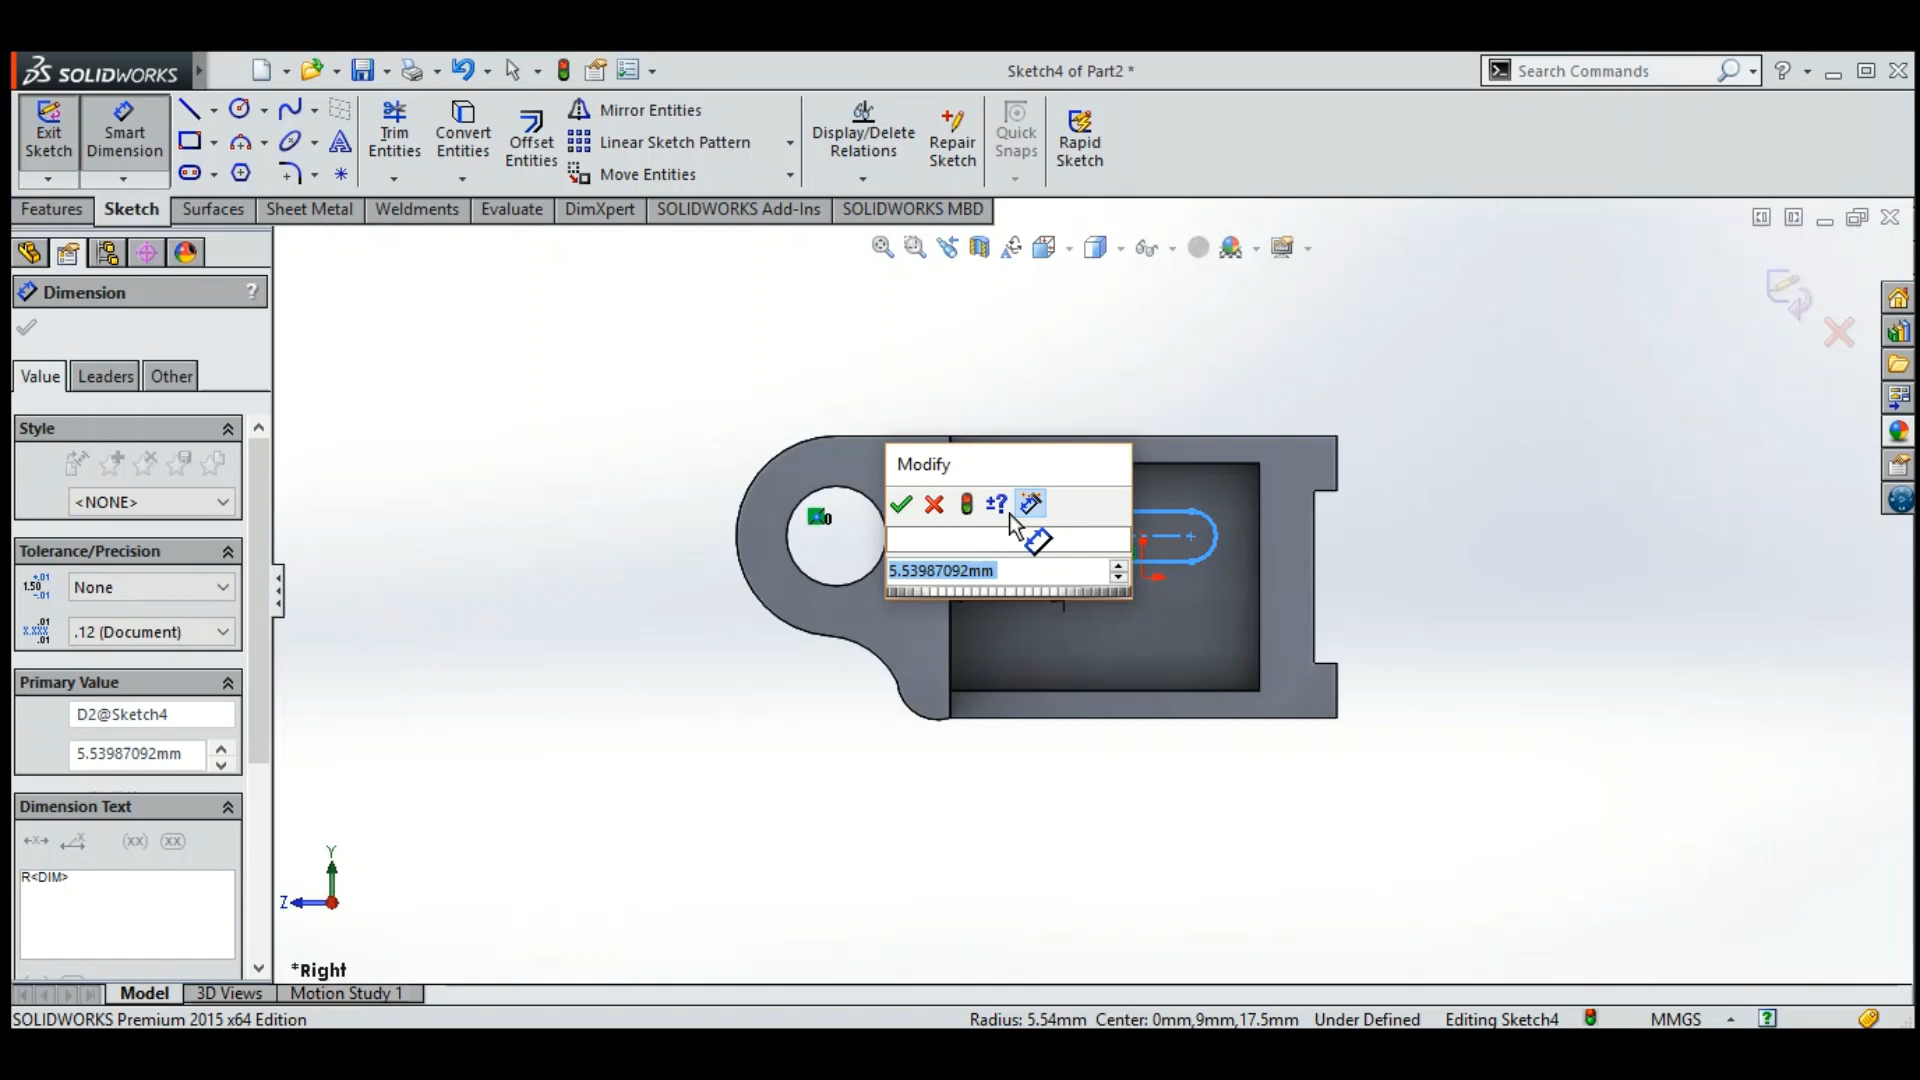 SOLIDWORKS
Sketch4 of Part2 *
Search Commands
Exit Sketch
Smart Dimension
Trim Entities
Convert Entities
Offset Entities
Mirror Entities
Linear Sketch Pattern
Move Entities
Display/Delete Relations
Repair Sketch
Quick Snaps
Rapid Sketch
Features
Sketch
Surfaces
Sheet Metal
Weldments
Evaluate
DimXpert
SOLIDWORKS Add-Ins
SOLIDWORKS MBD
Dimension
?
Value
Leaders
Other
Style
<NONE>
Tolerance/Precision
None
.12 (Document)
Primary Value
D2@Sketch4
5.53987092mm
Dimension Text
(xx) (xx)
R<DIM>
Modify
±?
5.53987092mm
0
Y
Z
*Right
Model
3D Views
Motion Study 1
SOLIDWORKS Premium 2015 x64 Edition
Radius: 5.54mm Center: 0mm,9mm,17.5mm
Under Defined
Editing Sketch4
MMGS